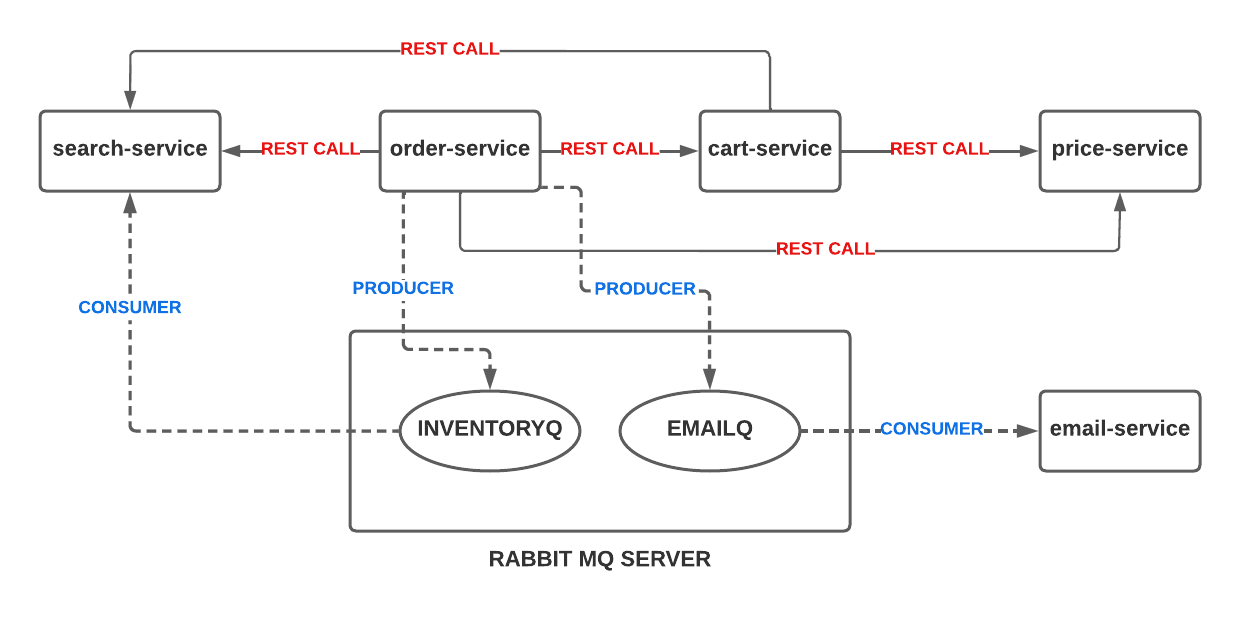 REST CALL
search-service
REST CALL
order-service
REST CALL
cart-service
REST CALL
price-service
REST CALL
PRODUCER
PRODUCER
CONSUMER
INVENTORYQ
EMAILQ
CONSUMER
email-service
RABBIT MQ SERVER